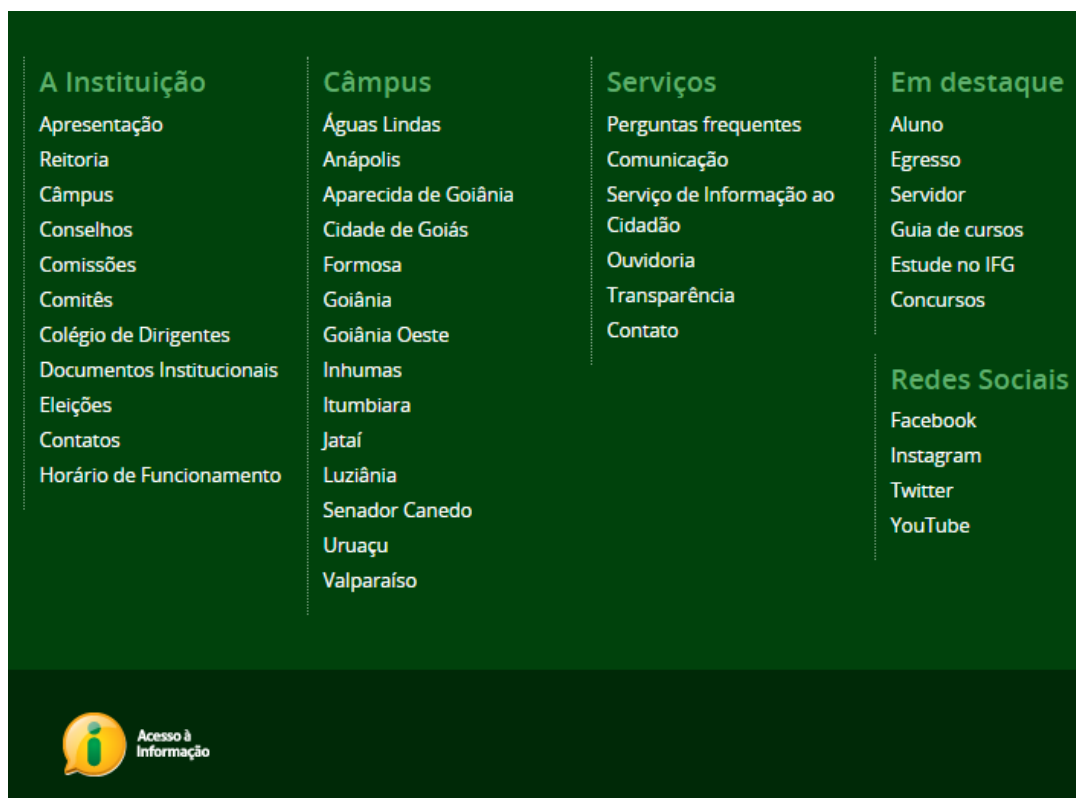 A Instituição
Apresentação
Reitoria
Câmpus
Conselhos
Comissões
Comitês
Colégio de Dirigentes
Documentos Institucionais
Eleições
Contatos
Horário de Funcionamento
Câmpus
Águas Lindas
Anápolis
Aparecida de Goiânia
Cidade de Goiás
Formosa
Goiânia
Goiânia Oeste
Inhumas
Itumbiara
Jataí
Luziânia
Senador Canedo
Uruaçu
Valparaíso
Serviços
Perguntas frequentes
Comunicação
Serviço de Informação ao
Cidadão
Ouvidoria
Transparência
Contato
Em destaque
Aluno
Egresso
Servidor
Guia de cursos
Estude no IFG
Concursos
Redes Sociais
Facebook
Instagram
Twitter
YouTube
Acesso à
Informação